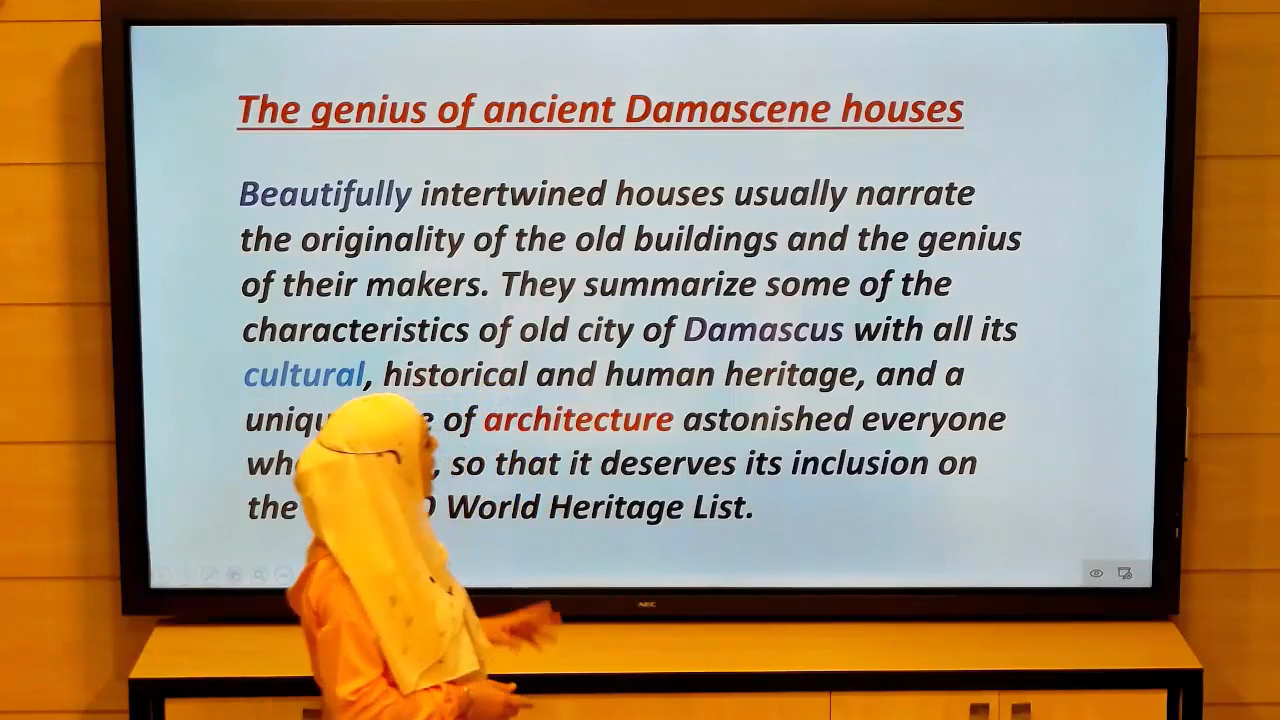 The genius of ancient Damascene houses
Beautifully intertwined houses usually narrate
the originality of the old buildings and the genius
of their makers. They summarize some of the
characteristics of old city of Damascus with all its
cultural, historical and human heritage, and a
of architecture astonished everyone
so that it deserves its inclusion on
the World Heritage List.
NEC